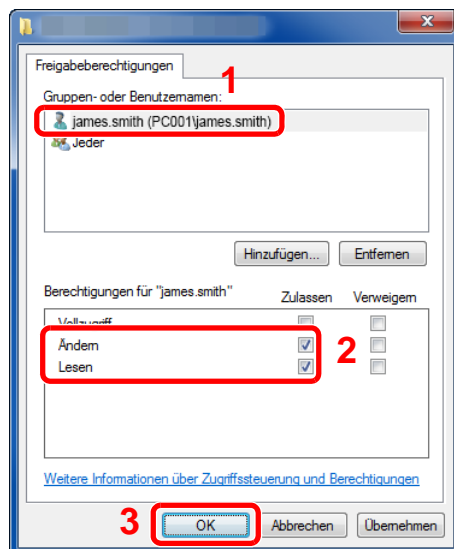 Freigabeberechtigungen
1
Gruppen- oder Benutzernamen:
james.smith (PC001\james.smith)
Jeder
Hinzufügen... Entfernen
Berechtigungen für "james.smith" Zulassen Verweigern
Vollzugriff
Ändern
Lesen
2
Weitere Informationen über Zugriffssteuerung und Berechtigungen
3 OK Abbrechen Übernehmen